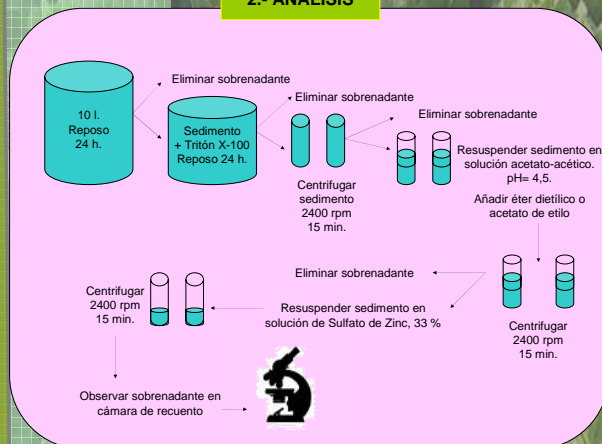 2.- ANÁLISIS
Eliminar sobrenadante
10 l.
Reposo
24 h.
Eliminar sobrenadante
Sedimento
+ Tritón X-100
Reposo 24 h.
Eliminar sobrenadante
Centrifugar
sedimento
2400 rpm
15 min.
Resuspender sedimento en
solución acetato-acético.
pH= 4,5.
Añadir éter dietílico o
acetato de etilo
Centrifugar
2400 rpm
15 min.
Eliminar sobrenadante
Resuspender sedimento en
solución de Sulfato de Zinc, 33 %
Centrifugar
2400 rpm
15 min.
Observar sobrenadante en
cámara de recuento